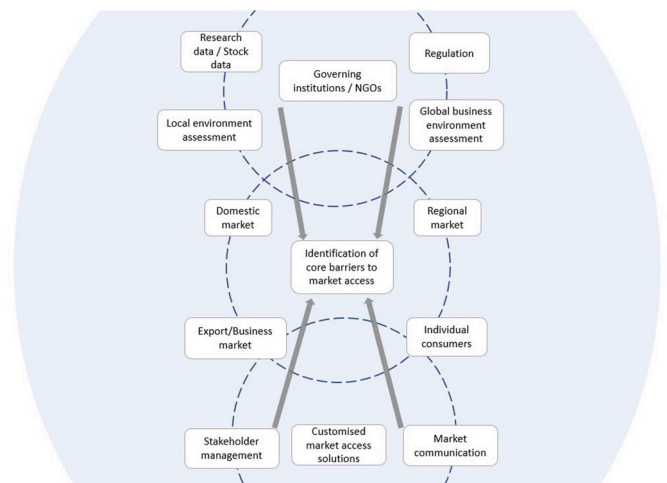 Research
data / Stock
data
Governing
institutions / NGOs
Regulation
Local environment
assessment
Global business
environment
assessment
Domestic
market
Regional
market
Identification of
core barriers to
market access
Export/Business
market
Individual
consumers
Stakeholder
management
Customised
market access
solutions
Market
communication